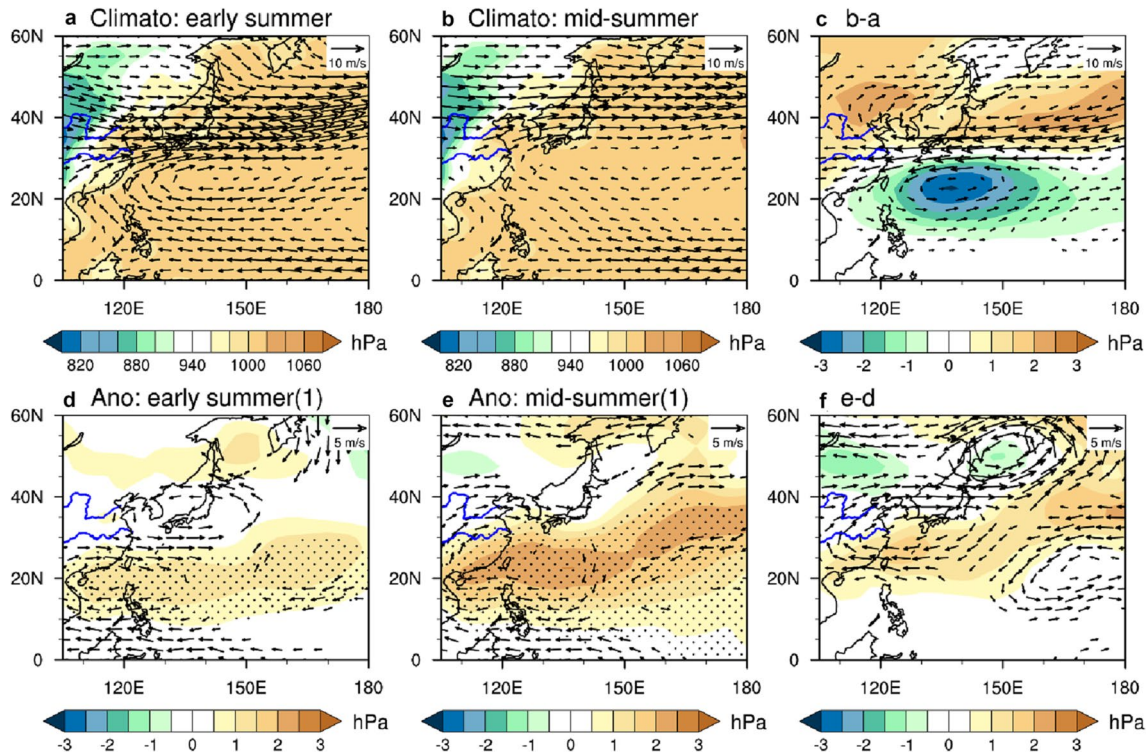 a Climato: early summer
b Climato: mid-summer
c b-a
60N
40N
20N
0
10 m/s
120E 150E 180
60N
40N
20N
0
10 m/s
120E 150E 180
60N
40N
20N
0
10 m/s
120E 150E 180
820 880 940 1000 1060 hPa
820 880 940 1000 1060 hPa
-3 -2 -1 0 1 2 3 hPa
d Ano: early summer(1)
e Ano: mid-summer(1)
f e-d
60N
40N
20N
0
5 m/s
120E 150E 180
60N
40N
20N
0
5 m/s
120E 150E 180
60N
40N
20N
0
5 m/s
120E 150E 180
-3 -2 -1 0 1 2 3 hPa
-3 -2 -1 0 1 2 3 hPa
-3 -2 -1 0 1 2 3 hPa